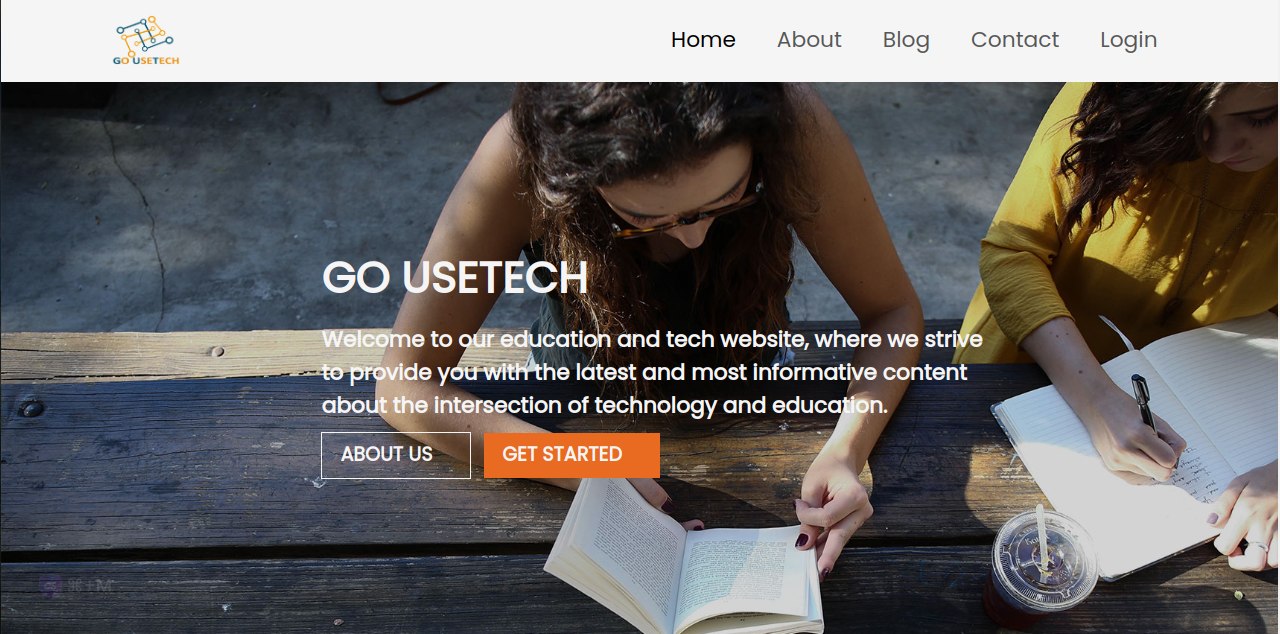 GO USETECH
Home About Blog Contact Login
GO USETECH
Welcome to our education and tech website, where we strive
to provide you with the latest and most informative content
about the intersection of technology and education.
ABOUT US GET STARTED